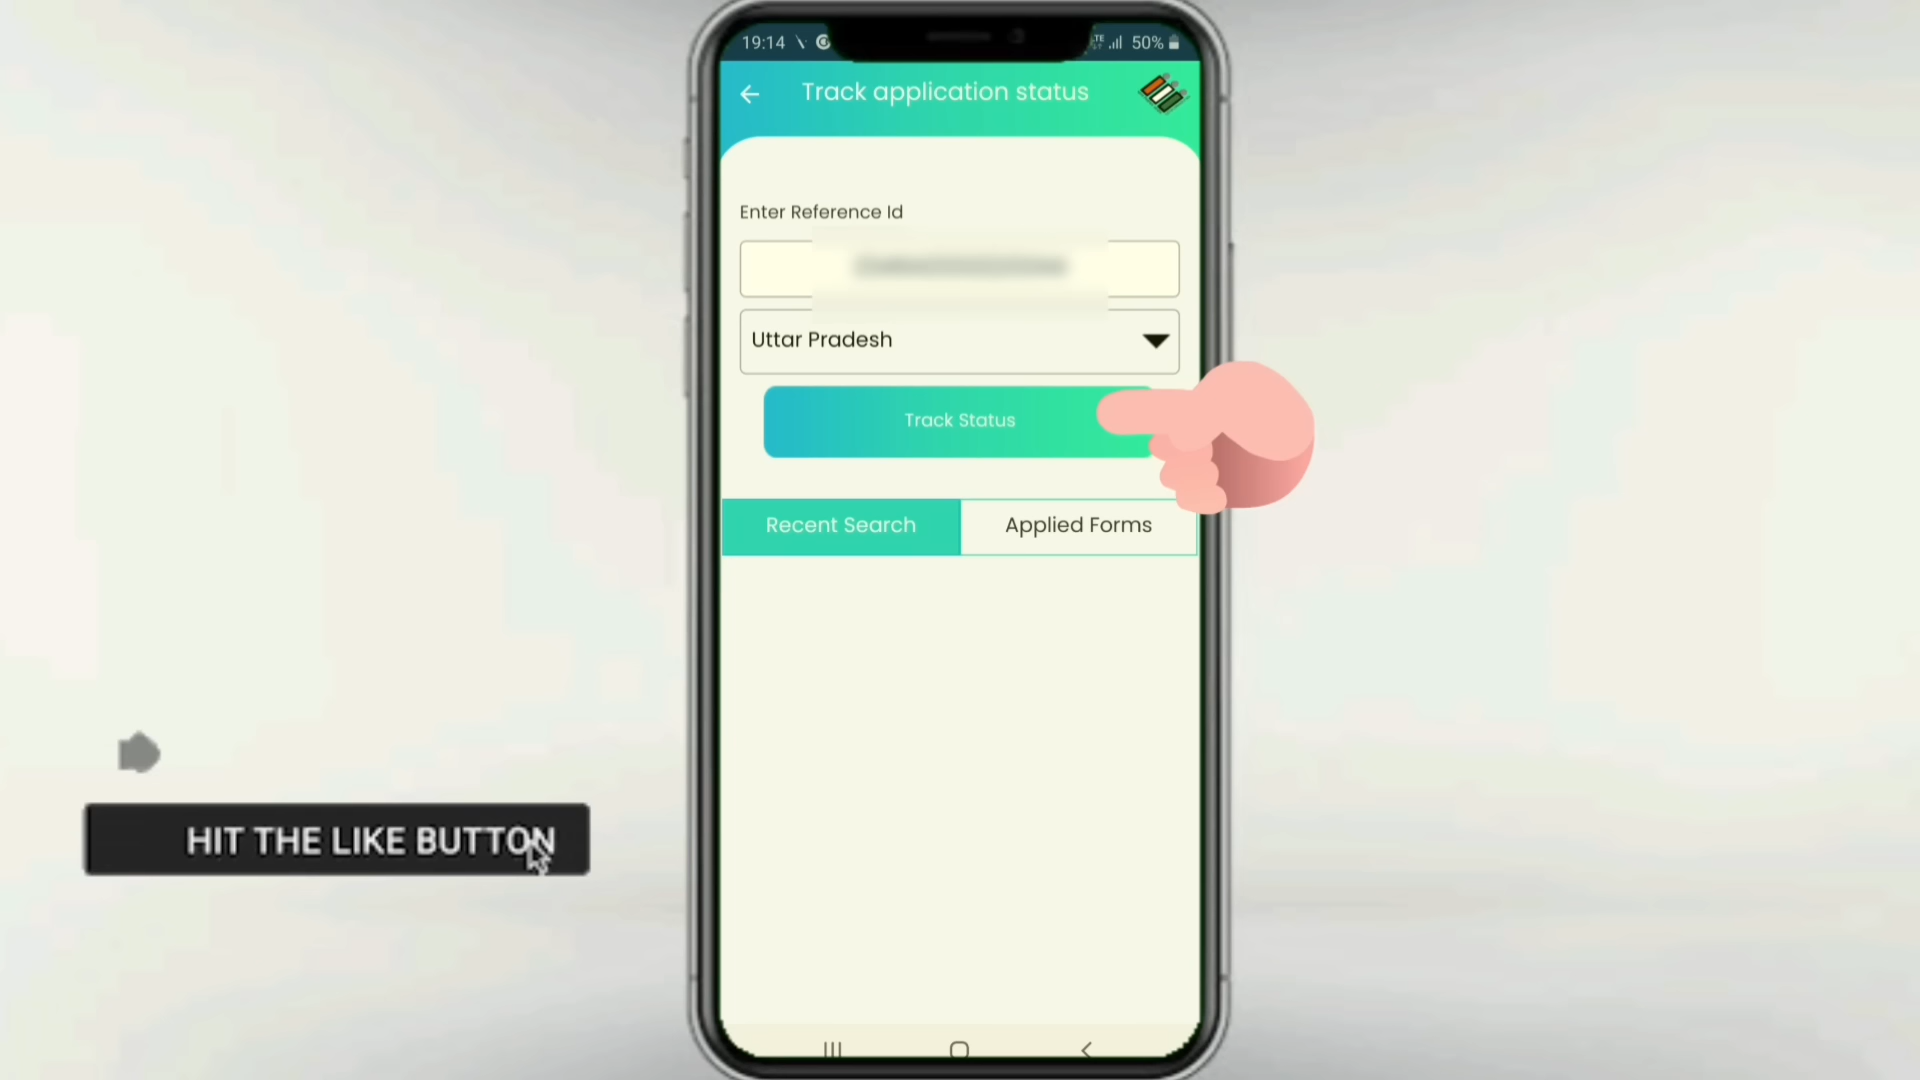 19:14
50%
Track application status
Enter Reference Id
Uttar Pradesh
Track Status
Recent Search
Applied Forms
HIT THE LIKE BUTTON